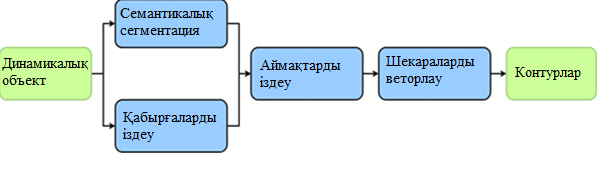 Динамикалық
объект
Семантикалық
сегментация
Қабырғаларды
іздеу
Аймақтарды
іздеу
Шекараларды
веторлау
Контурлар